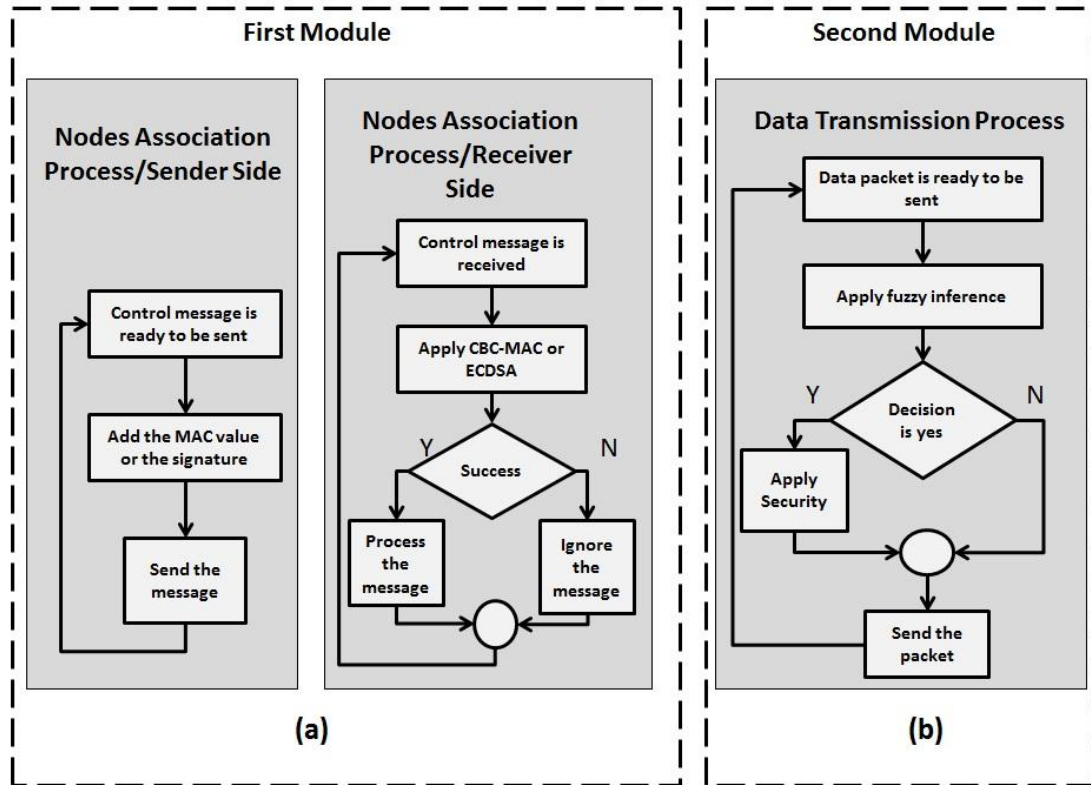 First Module
Nodes Association
Process/Sender Side
Control message is
ready to be sent
Add the MAC value
or the signature
Send the
message
Nodes Association
Process/Receiver
Side
Control message is
received
Apply CBC-MAC or
ECDSA
Y
Success
N
Process
the
message
Ignore
the
message
(a)
Second Module
Data Transmission Process
Data packet is ready to be
sent
Apply fuzzy inference
Y
Decision
is yes
N
Apply
Security
Send the
packet
(b)